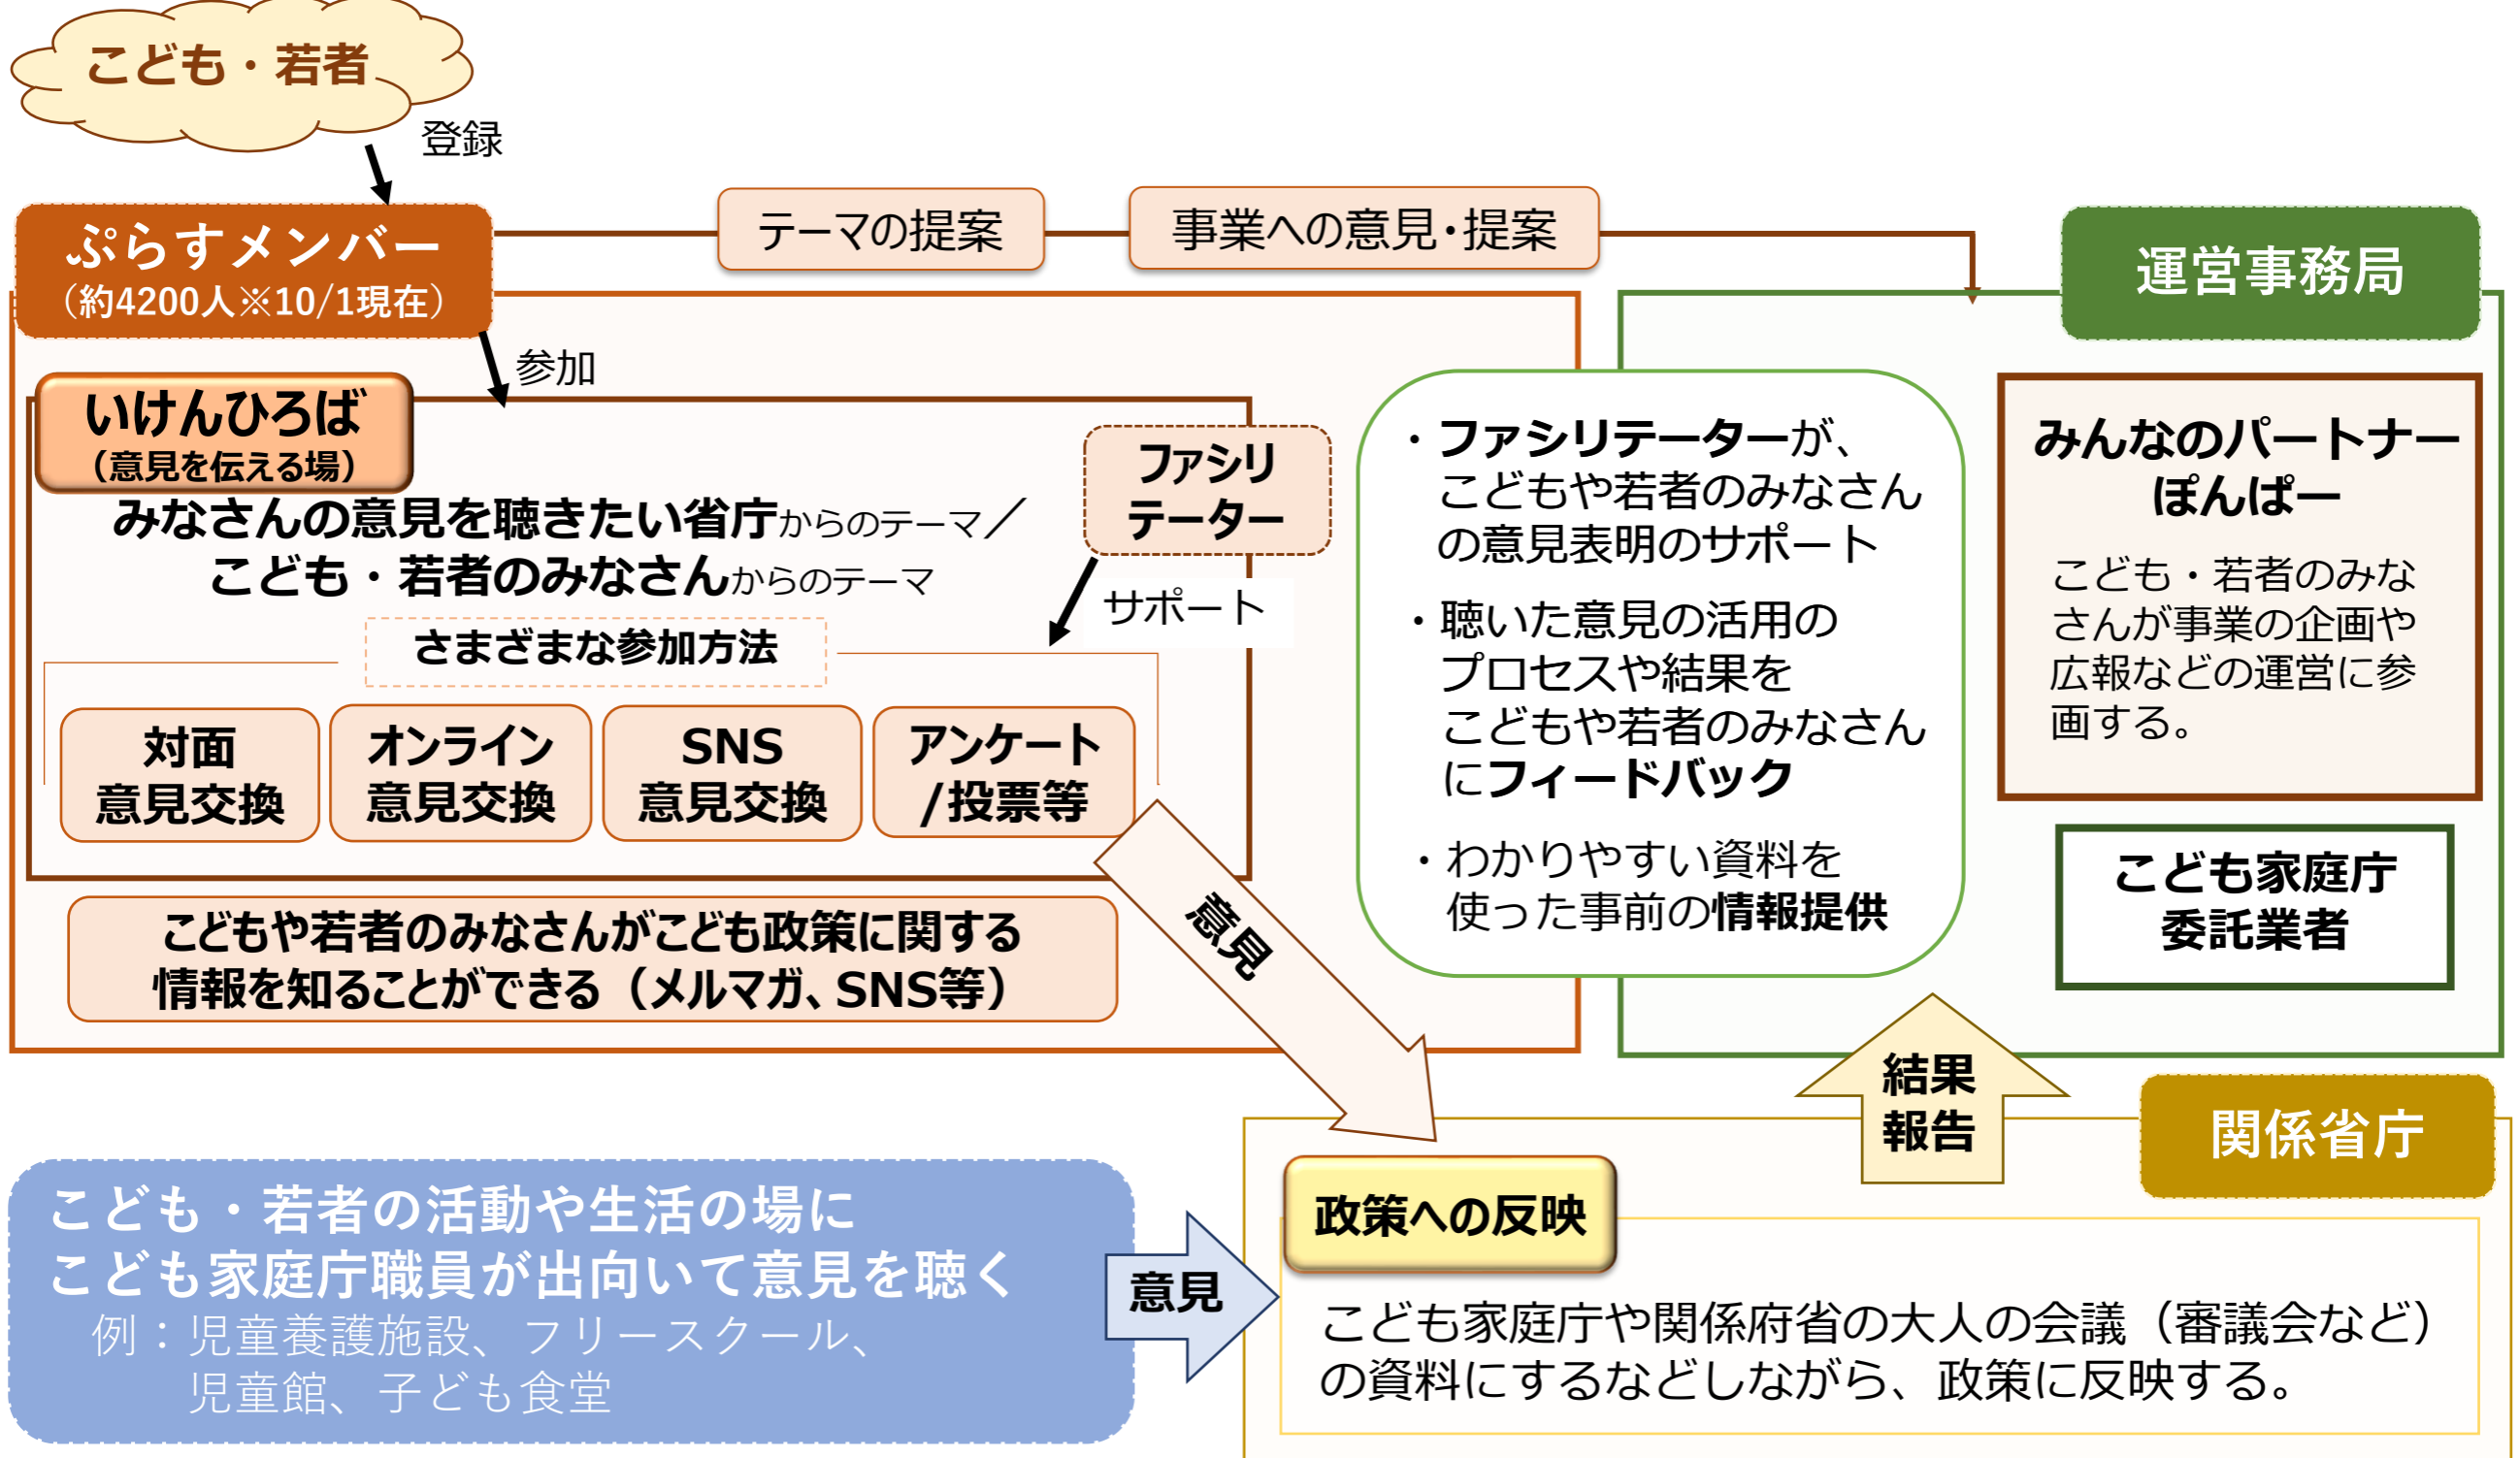 こども・若者
登録
ぷらすメンバー
（約4200人※10/1現在）
テーマの提案
事業への意見・提案
運営事務局
参加
いけんひろば
（意見を伝える場）
みなさんの意見を聴きたい省庁からのテーマ／
こども・若者のみなさんからのテーマ
ファシリ
テーター
サポート
さまざまな参加方法
対面
意見交換
オンライン
意見交換
SNS
意見交換
アンケート
/投票等
こどもや若者のみなさんがこども政策に関する
情報を知ることができる（メルマガ、SNS等）
意見
・ファシリテーターが、
こどもや若者のみなさん
の意見表明のサポート
・聴いた意見の活用の
プロセスや結果を
こどもや若者のみなさん
にフィードバック
・わかりやすい資料を
使った事前の情報提供
みんなのパートナー
ぽんぱー
こども・若者のみな
さんが事業の企画や
広報などの運営に参
画する。
こども家庭庁
委託業者
結果
報告
関係省庁
こども・若者の活動や生活の場に
こども家庭庁職員が出向いて意見を聴く
例：児童養護施設、フリースクール、
児童館、子ども食堂
意見
政策への反映
こども家庭庁や関係府省の大人の会議（審議会など）
の資料にするなどしながら、政策に反映する。